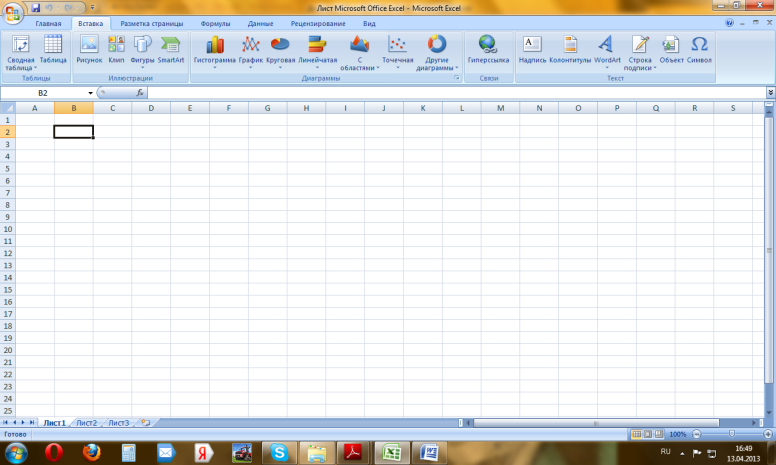 Лист Microsoft Office Excel - Microsoft Excel
Главная Вставка Разметка страницы Формулы Данные Рецензирование Вид
Сводная таблица Таблица Рисунок Клип Фигуры SmartArt Гистограмма График Круговая Линейчатая С областями Точечная Другие диаграммы Гиперссылка Надпись Колонтитулы WordArt Строка подписи Объект Символ
Таблицы Иллюстрации Диаграммы Связи Текст
B2 fx
A B C D E F G H I J K L M N O P Q R S
1
2
3
4
5
6
7
8
9
10
11
12
13
14
15
16
17
18
19
20
21
22
23
24
25
Лист1 Лист2 Лист3
Готово 100%
RU 16:49
13.04.2013